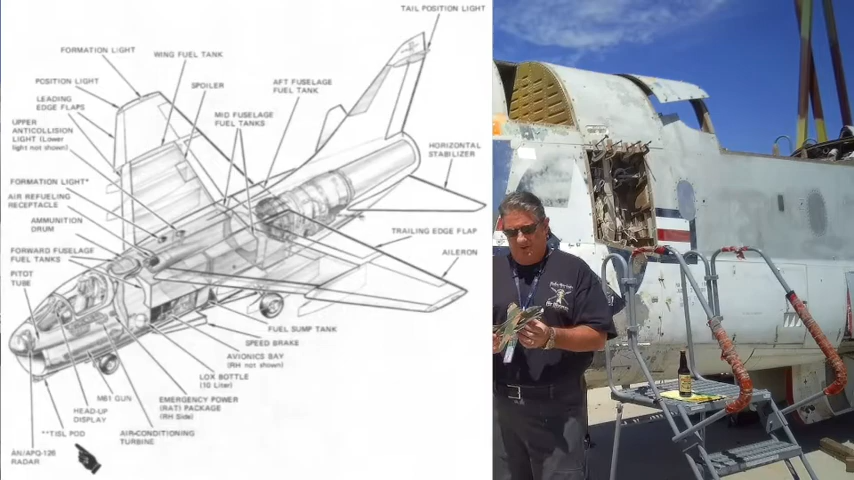 TAIL POSITION LIGHT
FORMATION LIGHT
WING FUEL TANK
POSITION LIGHT
SPOILER
AFT FUSELAGE
FUEL TANK
LEADING
EDGE FLAPS
MID FUSELAGE
FUEL TANKS
UPPER
ANTICOLLISION
LIGHT (Lower
light not shown)
HORIZONTAL
STABILIZER
FORMATION LIGHT*
AIR REFUELING
RECEPTACLE
AMMUNITION
DRUM
TRAILING EDGE FLAP
FORWARD FUSELAGE
FUEL TANKS
AILERON
PITOT
TUBE
FUEL SUMP TANK
SPEED BRAKE
AVIONICS BAY
(RH not shown)
LOX BOTTLE
(10 Liter)
M61 GUN
EMERGENCY POWER
(RAT) PACKAGE
(RH Side)
HEAD-UP
DISPLAY
**TISL POD
AIR-CONDITIONING
TURBINE
AN/APQ-126
RADAR